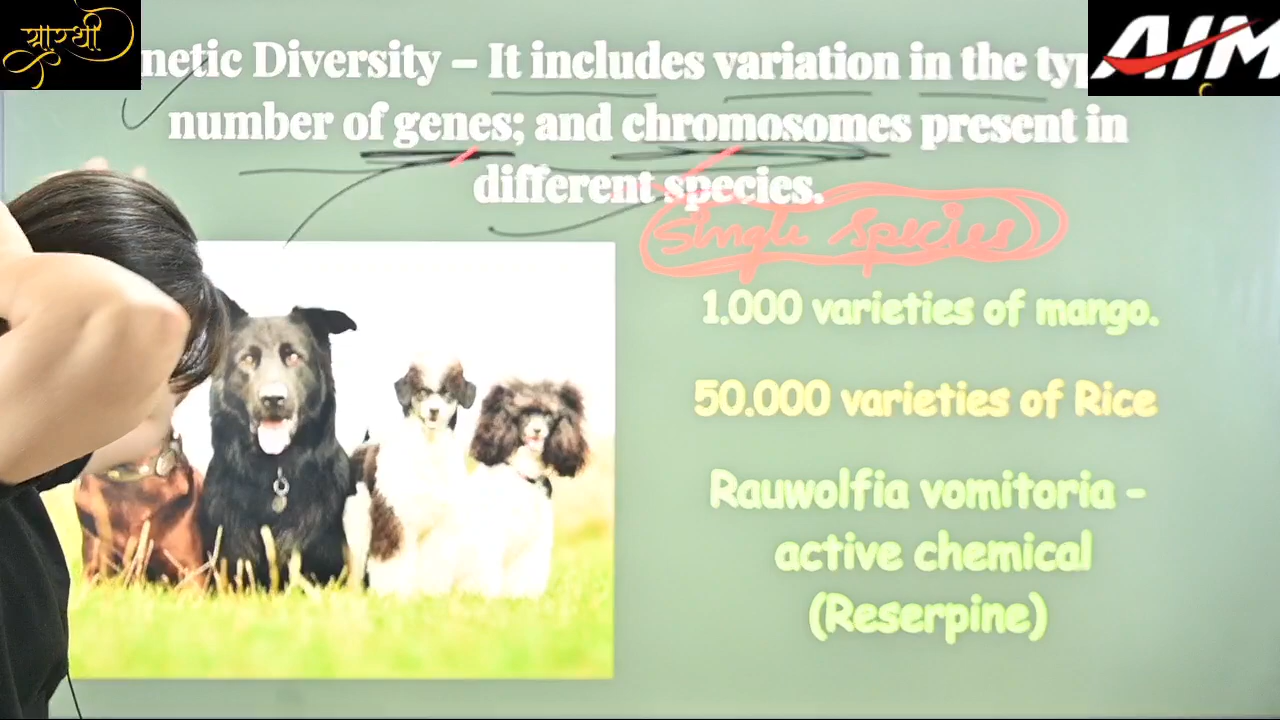 सारथी
AIM
netic Diversity – It includes variation in the
number of genes; and chromosomes present in
different species.
Single species
1.000 varieties of mango.
50.000 varieties of Rice
Rauwolfia vomitoria -
active chemical
(Reserpine)